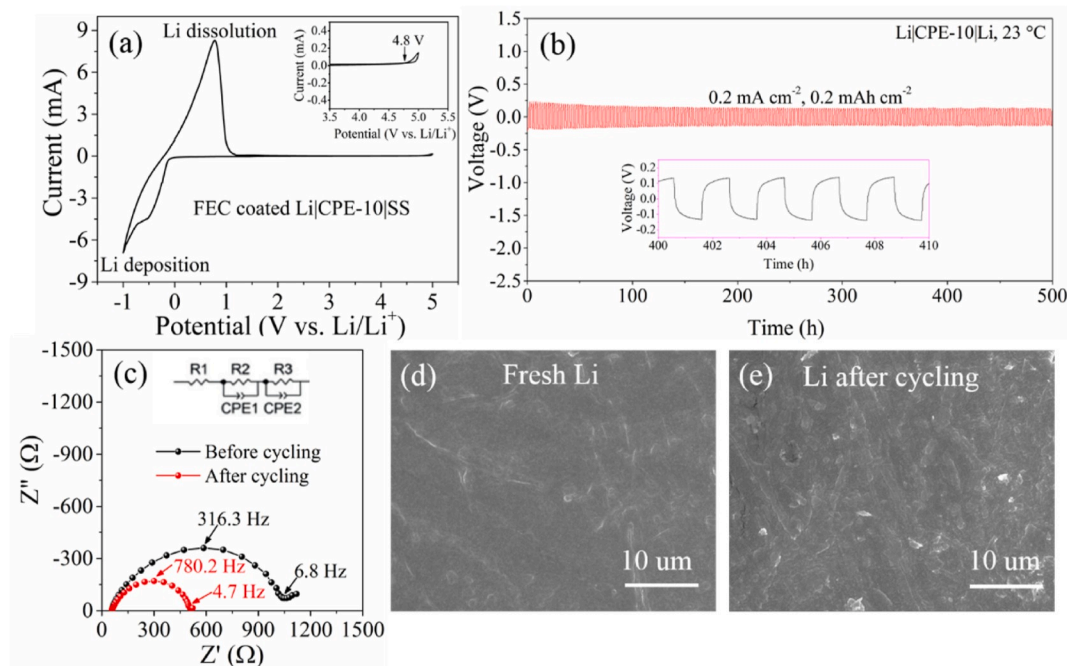 (a)
Li dissolution
Current (mA)
9
6
3
0
-3
-6
-9
-1 0 1 2 3 4 5
Potential (V vs. Li/Li+)
FEC coated Li|CPE-10|SS
Li deposition
Current (mA)
0.4
0.2
0.0
-0.2
-0.4
4.8 V
3.5 4.0 4.5 5.0 5.5
Potential (V vs. Li/Li+)
(b)
Li|CPE-10|Li, 23 °C
0.2 mA cm-2, 0.2 mAh cm-2
Voltage (V)
1.5
1.0
0.5
0.0
-0.5
-1.0
-1.5
-2.0
-2.5
0 100 200 300 400 500
Time (h)
Voltage (V)
0.2
0.1
0.0
-0.1
-0.2
400 402 404 406 408 410
Time (h)
(c)
R1 R2 R3
CPE1 CPE2
Before cycling
After cycling
316.3 Hz
780.2 Hz
6.8 Hz
4.7 Hz
Z'' (Ω)
-1500
-1200
-900
-600
-300
0
0 300 600 900 1200 1500
Z' (Ω)
(d)
Fresh Li
10 um
(e)
Li after cycling
10 um